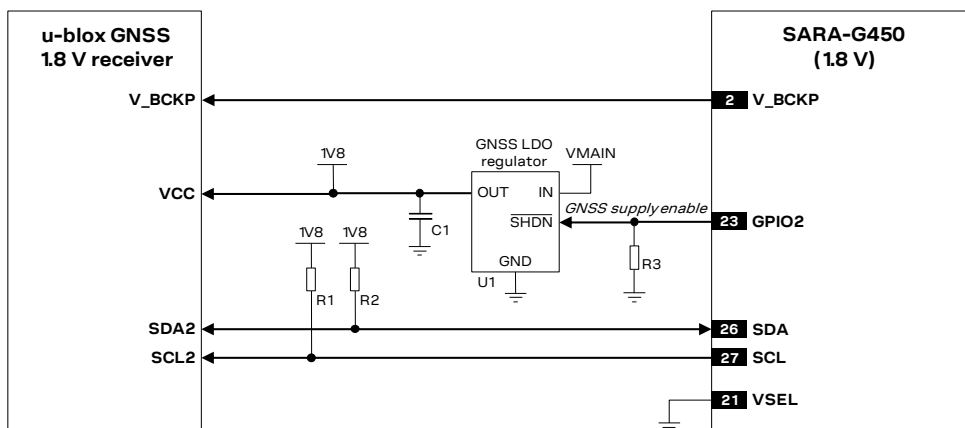 u-blox GNSS
1.8 V receiver
SARA-G450
(1.8 V)
V_BCKP
2 V_BCKP
GNSS LDO
regulator
1V8
VMAIN
VCC
OUT IN
GNSS supply enable
SHDN
23 GPIO2
C1
1V8 1V8
GND
R3
U1
R1 R2
SDA2
26 SDA
SCL2
27 SCL
21 VSEL